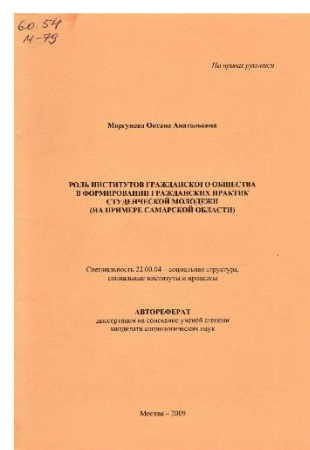 60.54
М-79
На правах рукописи
Моргунова Оксана Анатольевна
РОЛЬ ИНСТИТУТОВ ГРАЖДАНСКОГО ОБЩЕСТВА
В ФОРМИРОВАНИИ ГРАЖДАНСКИХ ПРАКТИК
СТУДЕНЧЕСКОЙ МОЛОДЕЖИ
(НА ПРИМЕРЕ САМАРСКОЙ ОБЛАСТИ)
Специальность 22.00.04 – социальная структура,
социальные институты и процессы
АВТОРЕФЕРАТ
диссертации на соискание ученой степени
кандидата социологических наук
Москва – 2009